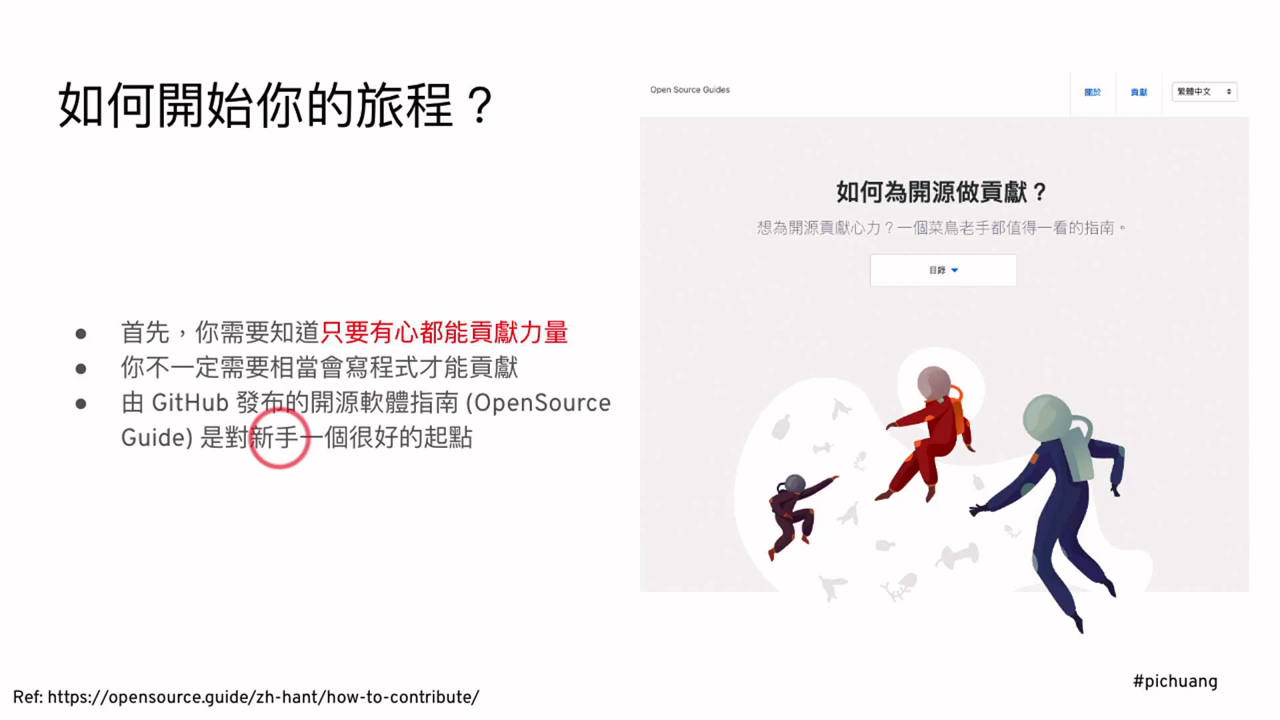 如何開始你的旅程？
● 首先，你需要知道只要有心都能貢獻力量
● 你不一定需要相當會寫程式才能貢獻
● 由 GitHub 發布的開源軟體指南 (OpenSource
Guide) 是對新手一個很好的起點
Open Source Guides
關於
貢獻
繁體中文
如何為開源做貢獻？
想為開源貢獻心力？一個菜鳥老手都值得一看的指南。
目錄
Ref: https://opensource.guide/zh-hant/how-to-contribute/
#pichuang